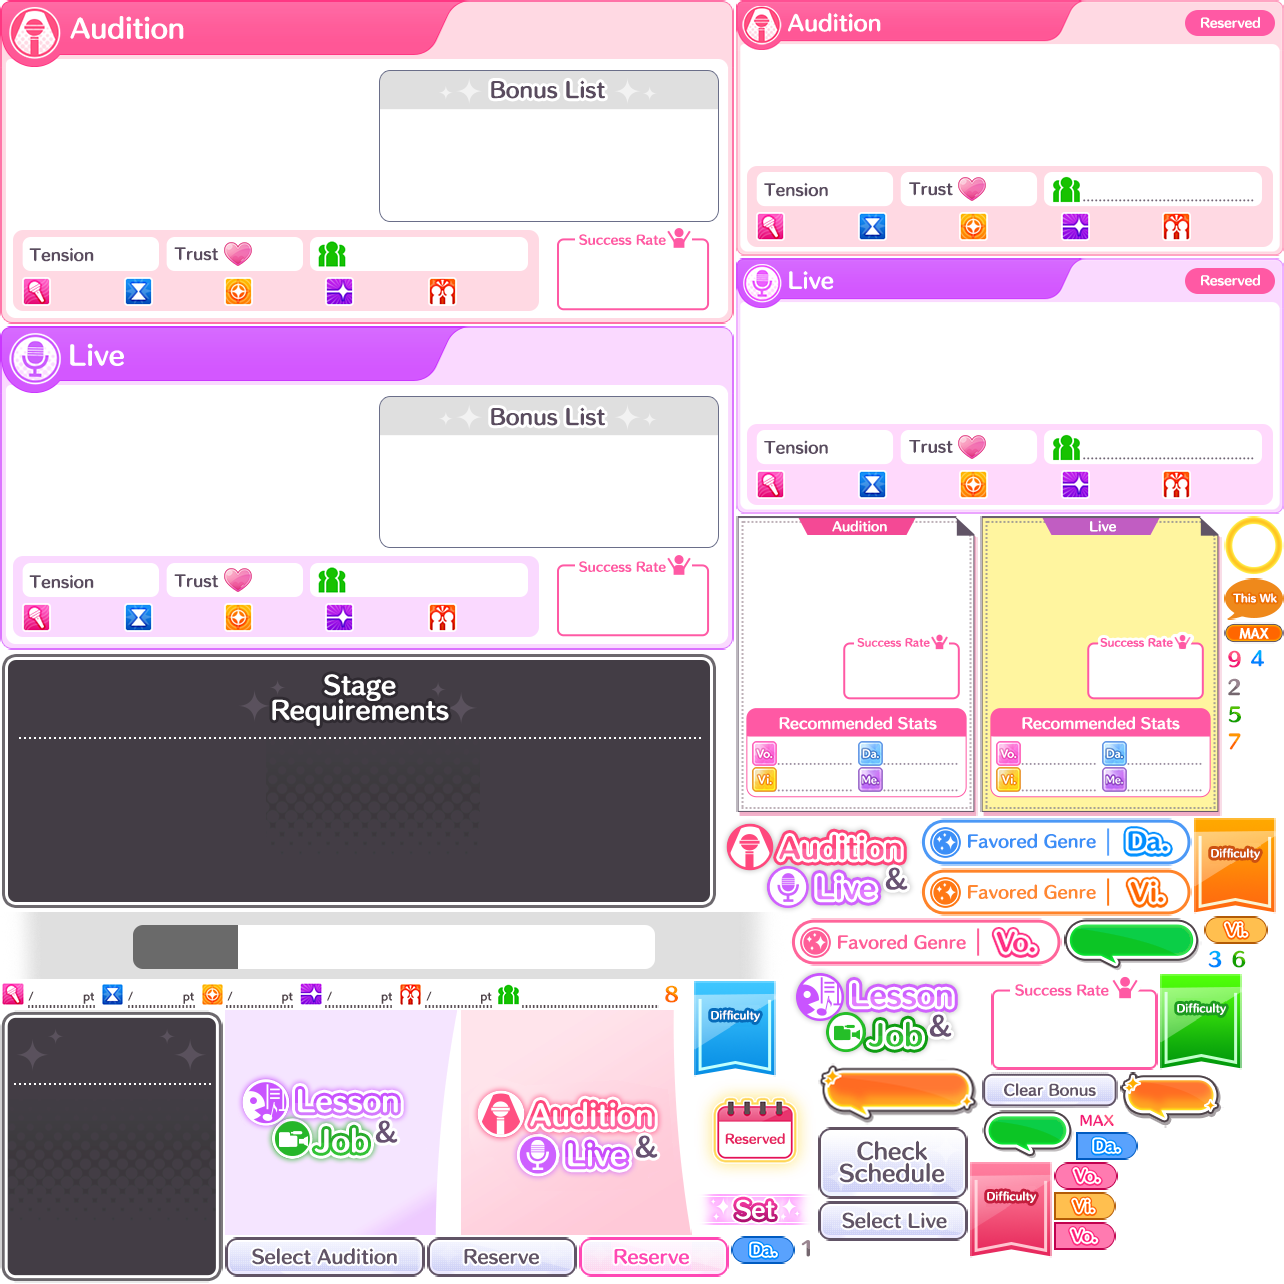 Audition
Bonus List
Tension
Trust
Success Rate
Live
Bonus List
Tension
Trust
Success Rate
Audition
Reserved
Tension
Trust
Live
Reserved
Tension
Trust
Audition
Success Rate
Recommended Stats
Vo.
Da.
Vi.
Me.
Live
Success Rate
Recommended Stats
Vo.
Da.
Vi.
Me.
This Wk
MAX
9 4
2
5
7
Stage
Requirements
Audition
& Live
Favored Genre Da.
Favored Genre Vi.
Difficulty
Favored Genre Vo.
Vi.
3 6
/ pt / pt / pt / pt / pt
8
Difficulty
Lesson
& Job
Success Rate
Difficulty
Lesson
& Job
Audition
& Live
Reserved
Set
Clear Bonus
MAX
Da.
Check
Schedule
Difficulty
Vo.
Vi.
Vo.
Select Live
Select Audition
Reserve
Reserve
Da.
1